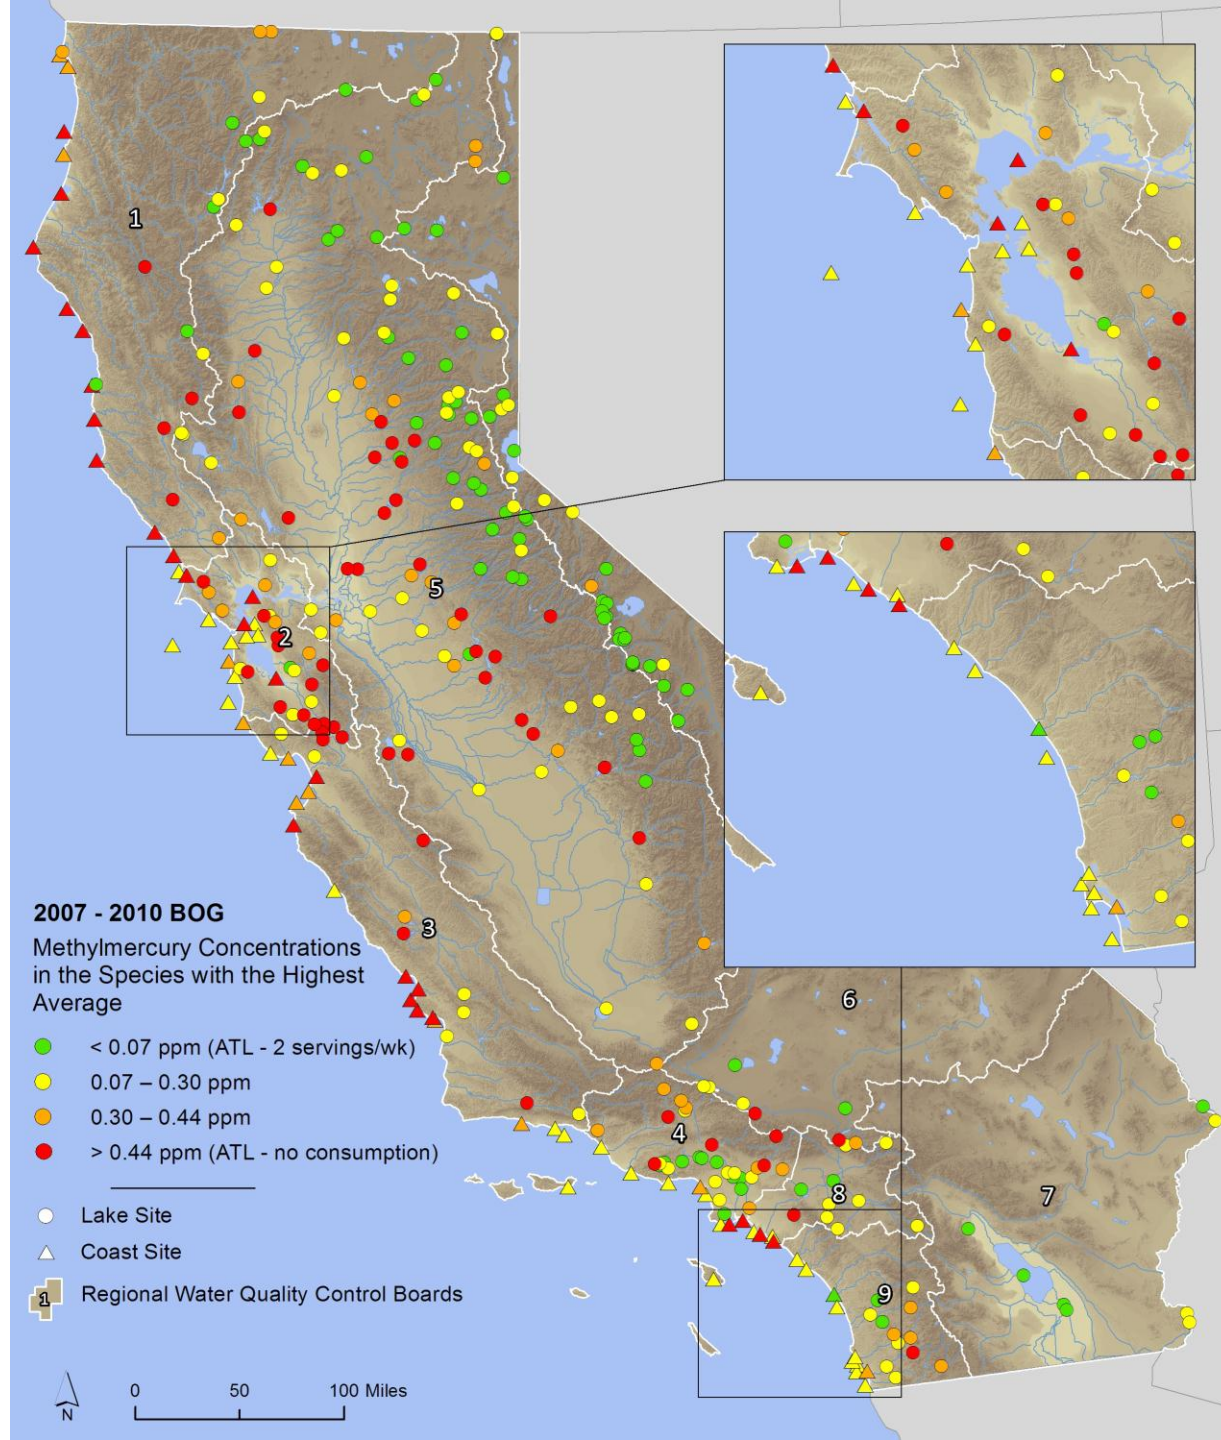 1
2
5
3
6
4
8
7
9
2007 - 2010 BOG
Methylmercury Concentrations
in the Species with the Highest
Average
< 0.07 ppm (ATL - 2 servings/wk)
0.07 – 0.30 ppm
0.30 – 0.44 ppm
> 0.44 ppm (ATL - no consumption)
Lake Site
Coast Site
1 Regional Water Quality Control Boards
N
0 50 100 Miles